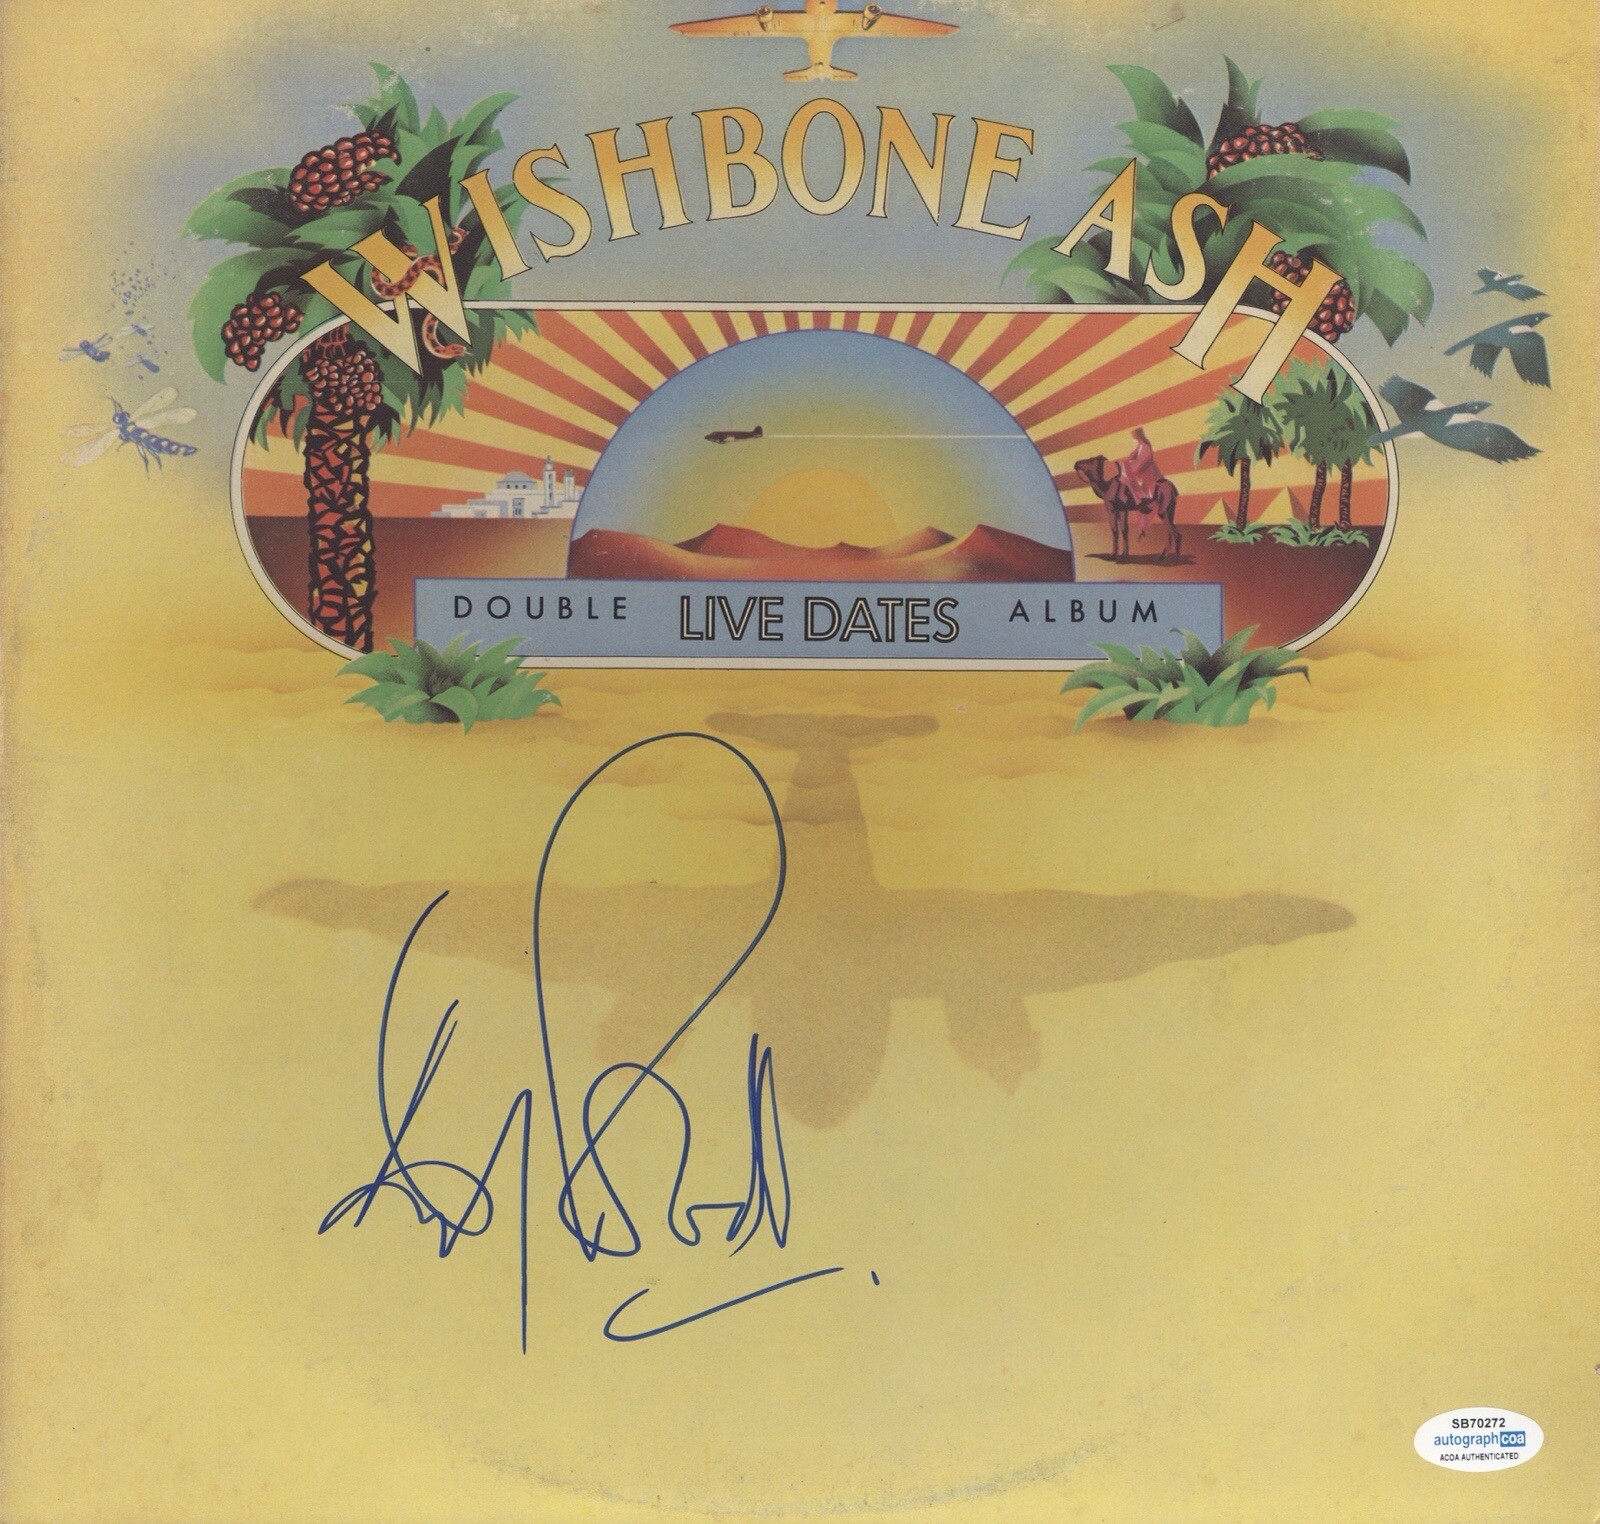 WISHBONE ASH
DOUBLE LIVE DATES ALBUM
SB70272
autographcoa
ACOA AUTHENTICATED